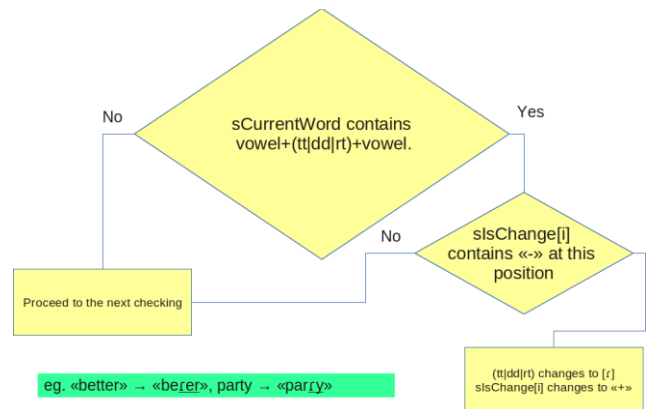 sCurrentWord contains
vowel+(tt|dd|rt)+vowel.
No
Yes
sIsChange[i]
contains «-» at this
position
No
Proceed to the next checking
(tt|dd|rt) changes to [ɾ]
sIsChange[i] changes to «+»
eg. «better» → «beɾer», party → «parɾy»